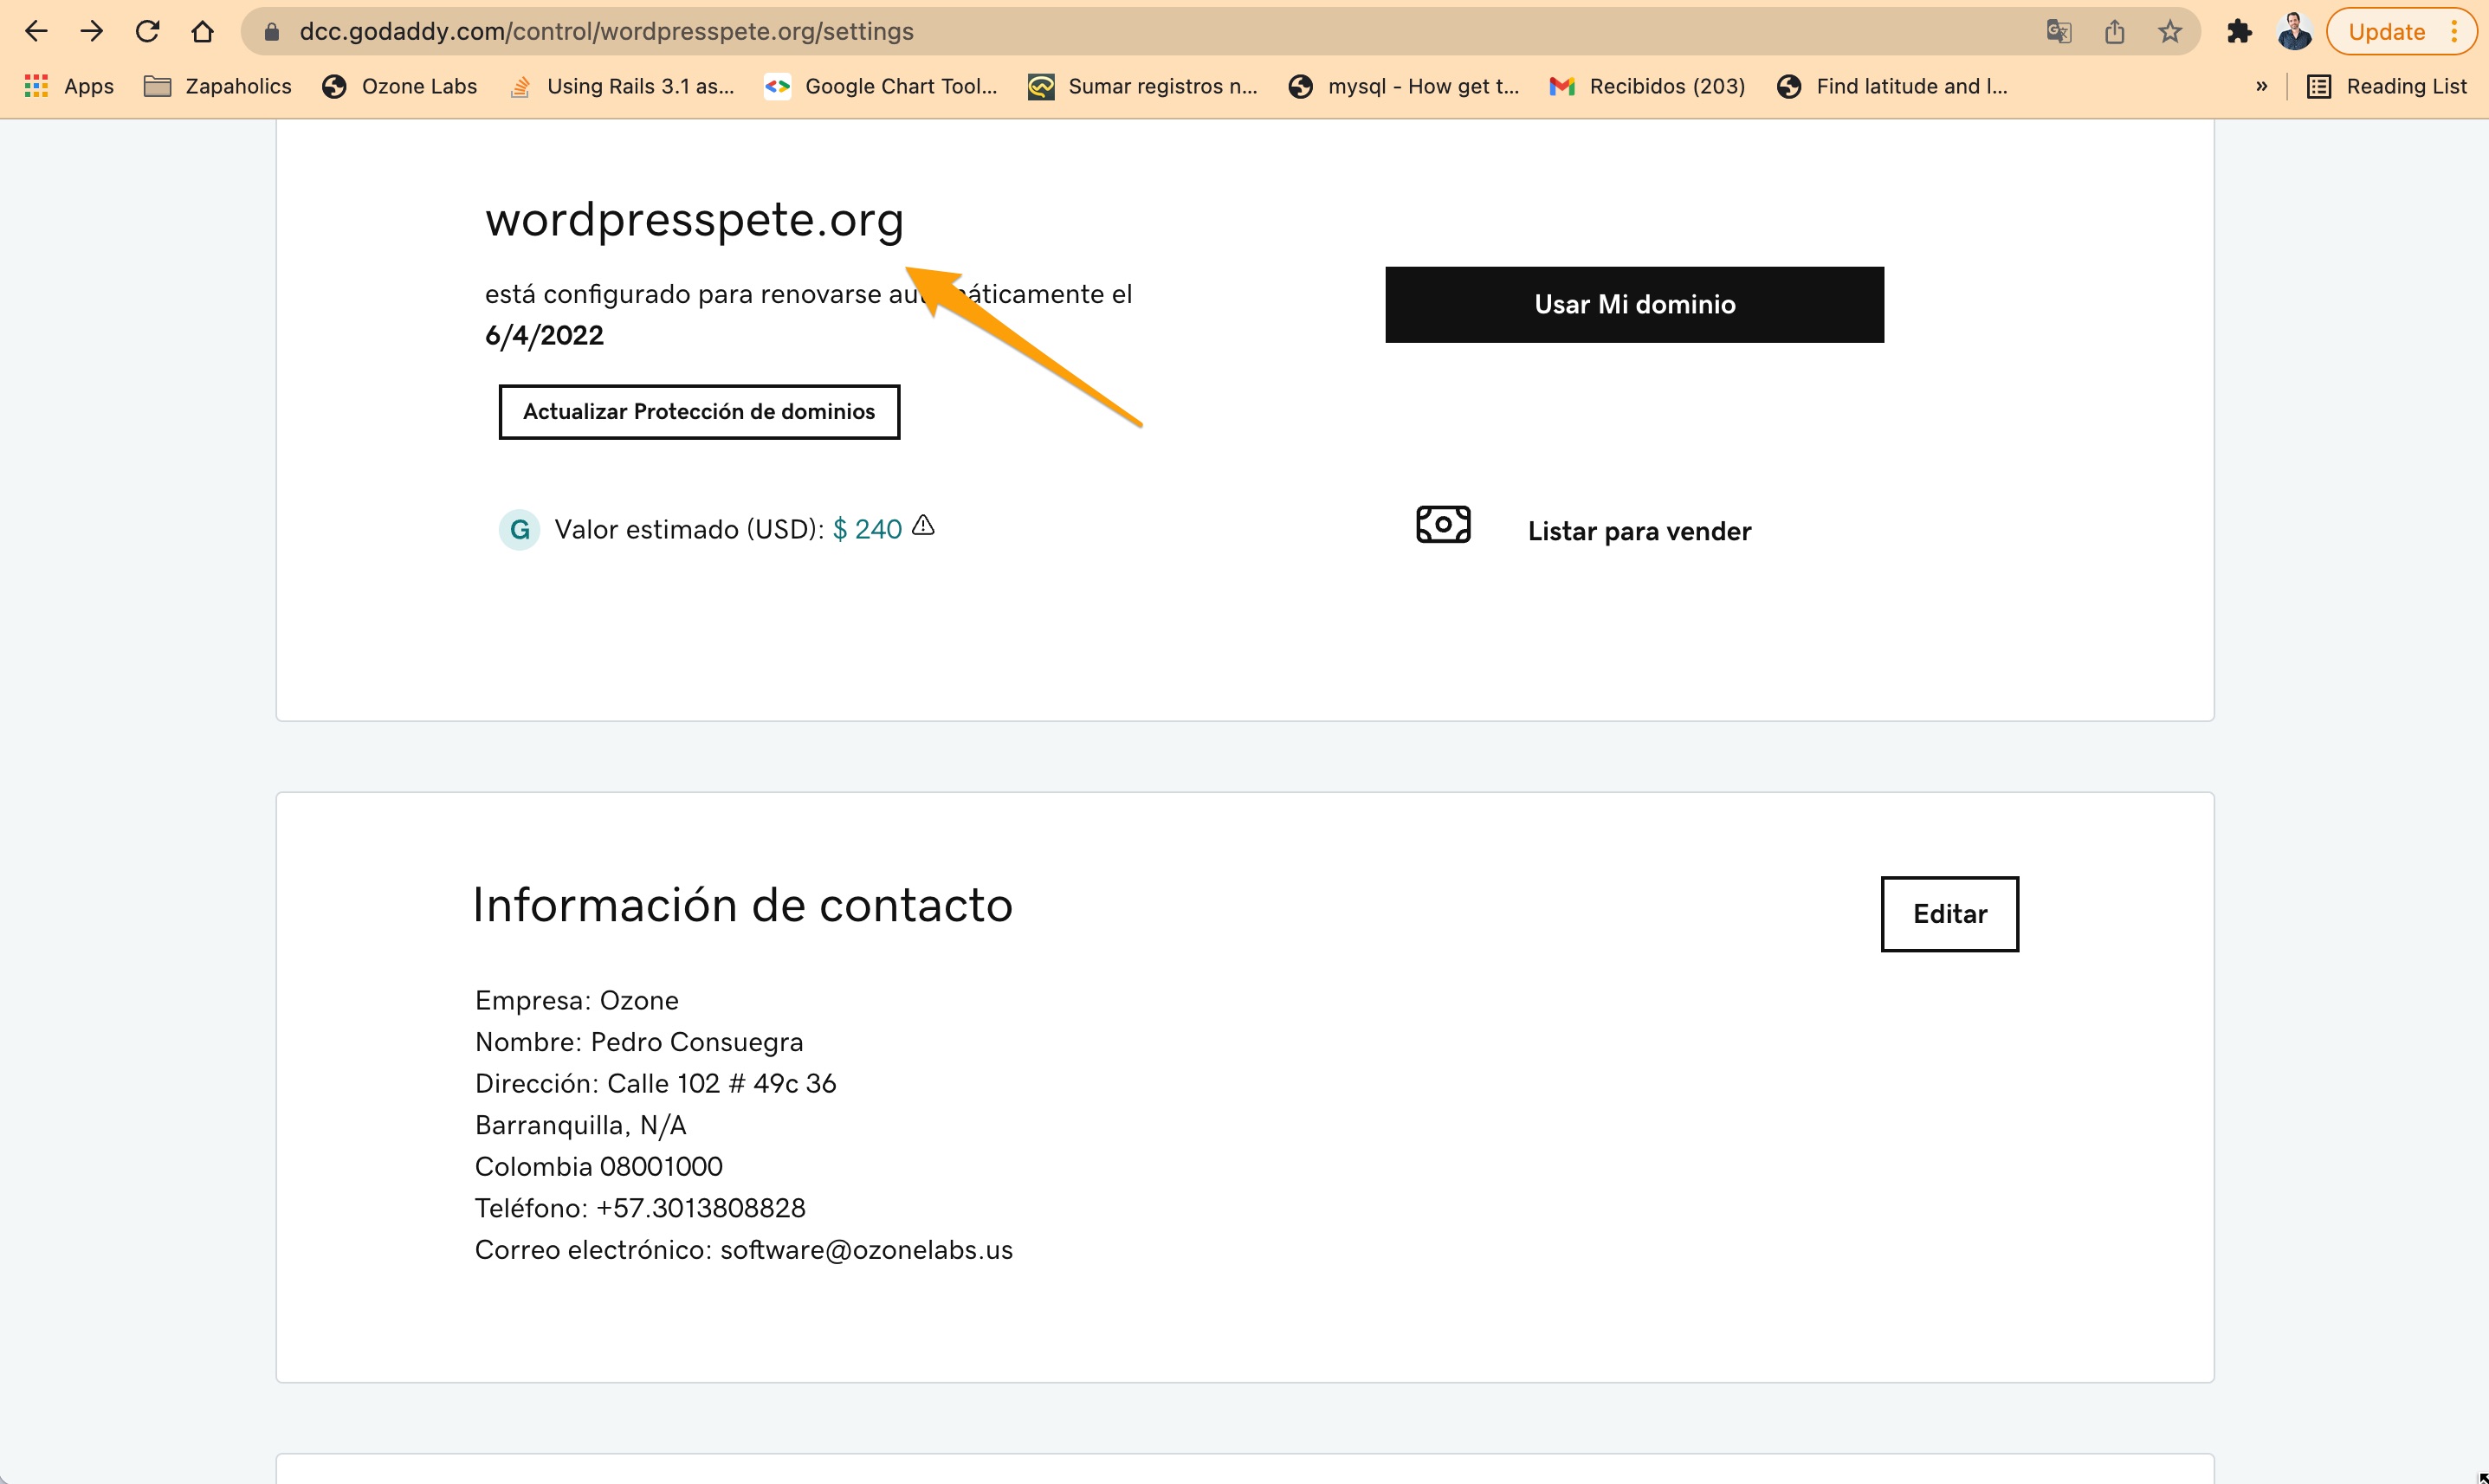 dcc.godaddy.com/control/wordpresspete.org/settings
Update
Apps
Zapaholics
Ozone Labs
Using Rails 3.1 as...
Google Chart Tool...
Sumar registros n...
mysql - How get t...
Recibidos (203)
Find latitude and l...
»
Reading List
wordpresspete.org
está configurado para renovarse áticamente el
6/4/2022
Usar Mi dominio
Actualizar Protección de dominios
G Valor estimado (USD): $ 240
Listar para vender
Información de contacto
Editar
Empresa: Ozone
Nombre: Pedro Consuegra
Dirección: Calle 102 # 49c 36
Barranquilla, N/A
Colombia 08001000
Teléfono: +57.3013808828
Correo electrónico: software@ozonelabs.us